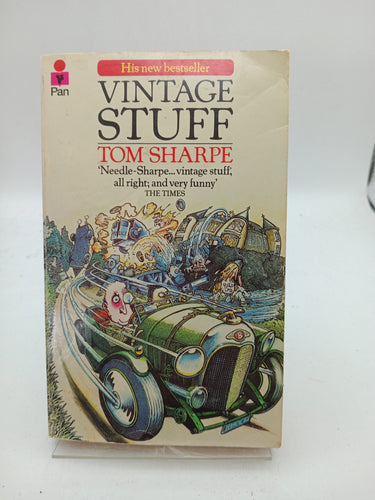 His new bestseller
Pan
VINTAGE
STUFF
TOM SHARPE
'Needle-Sharpe...vintage stuff,
all right; and very funny'
THE TIMES